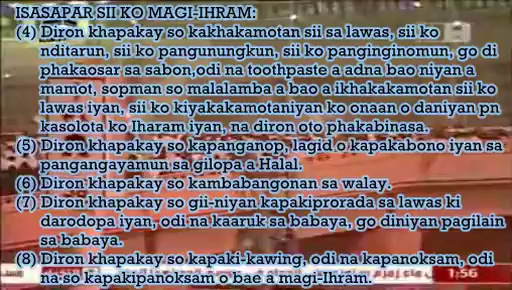 ISASAPAR SII KO MAGI-IHRAM:
(4) Diron khapakay so kakhakamotan sii sa lawas, sii ko
nditarun, sii ko pangunungkun, sii ko panginginomun, go di
phakaosar sa sabon,odi na toothpaste a adna bao niyan a
mamot, sopman so malalamba a bao a ikhakakamotan sii ko
lawas iyan, sii ko kiyakakamotaniyan ko onaan o daniyan pn
kasolota ko Iharam iyan, na diron oto phakabinasa.
(5) Diron khapakay so kapanganop, lagid o kapakabono iyan sa
pangangayamun sa gilopa a Halal.
(6) Diron khapakay so kambabangonan sa walay.
(7) Diron khapakay so gii-niyan kapakiprorada sa lawas ki
darodopa iyan, odi na kaaruk sa babaya, go diniyan pagilain
sa babaya.
(8) Diron khapakay so kapaki-kawing, odi na kapanoksam, odi
na so kapakipanoksam o bae a magi-Ihram.
1:56